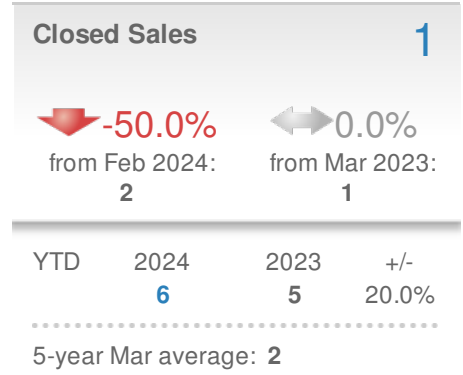 Closed Sales 1
-50.0% 0.0%
from Feb 2024: from Mar 2023:
2 1
YTD 2024 2023 +/-
6 5 20.0%
5-year Mar average: 2